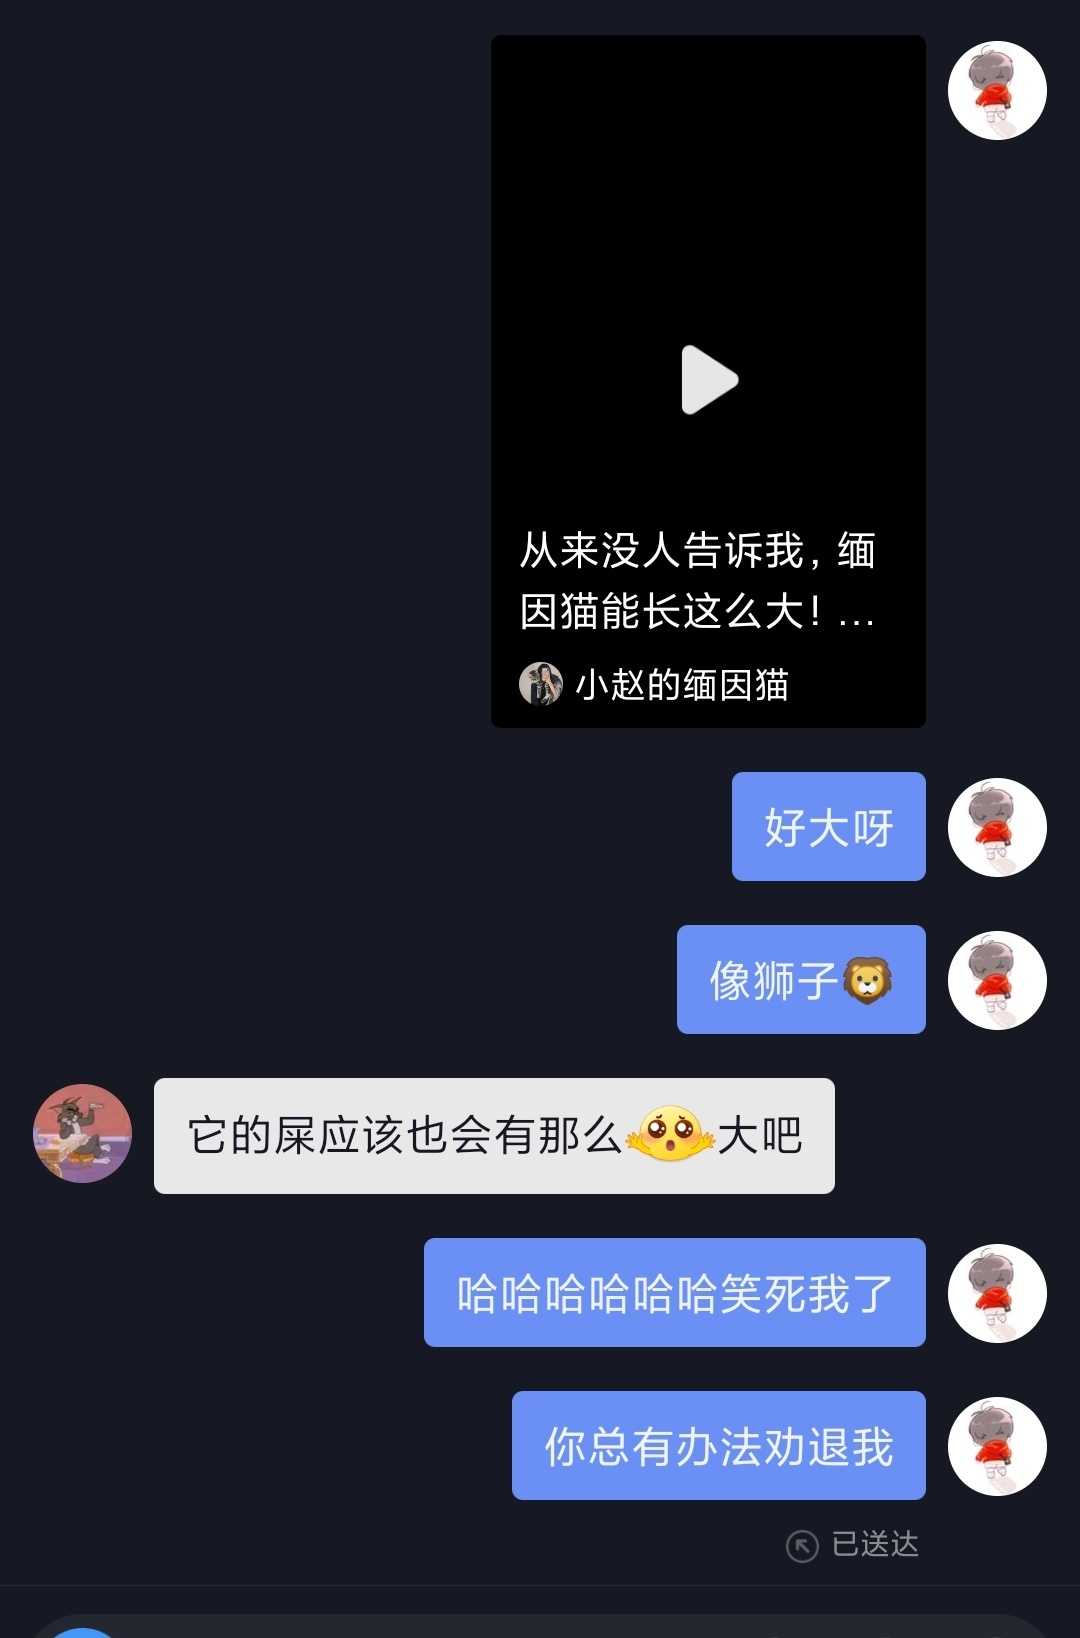 从来没人告诉我，缅
因猫能长这么大！...
小赵的缅因猫
好大呀
像狮子🦁
它的屎应该也会有那么🥺大吧
哈哈哈哈哈哈笑死我了
你总有办法劝退我
已送达